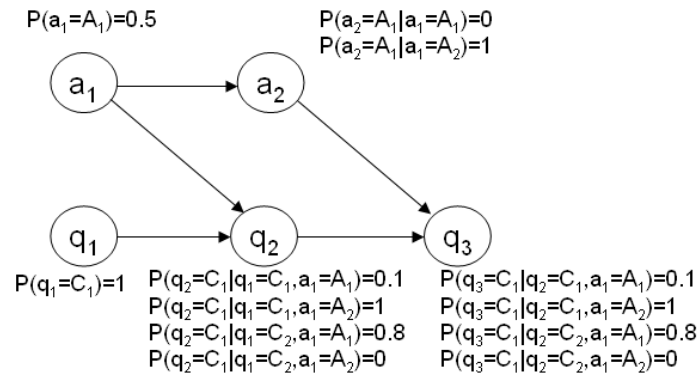 P(a₁=A₁)=0.5
P(a₂=A₁|a₁=A₁)=0
P(a₂=A₁|a₁=A₂)=1
a₁
a₂
q₁
q₂
q₃
P(q₁=C₁)=1
P(q₂=C₁|q₁=C₁,a₁=A₁)=0.1
P(q₂=C₁|q₁=C₁,a₁=A₂)=1
P(q₂=C₁|q₁=C₂,a₁=A₁)=0.8
P(q₂=C₁|q₁=C₂,a₁=A₂)=0
P(q₃=C₁|q₂=C₁,a₁=A₁)=0.1
P(q₃=C₁|q₂=C₁,a₁=A₂)=1
P(q₃=C₁|q₂=C₂,a₁=A₁)=0.8
P(q₃=C₁|q₂=C₂,a₁=A₂)=0